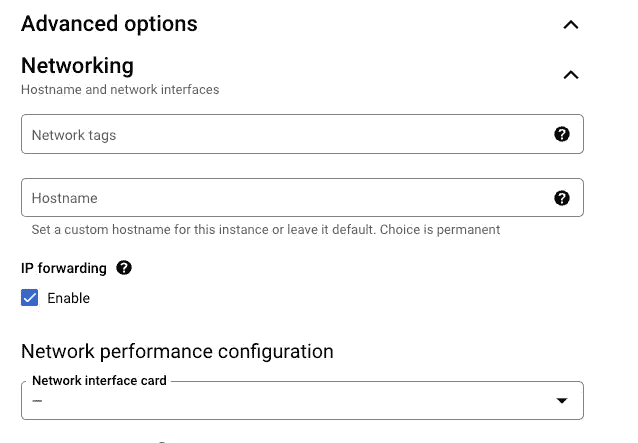 Advanced options
Networking
Hostname and network interfaces
Network tags
?
Hostname
?
Set a custom hostname for this instance or leave it default. Choice is permanent
IP forwarding ?
Enable
Network performance configuration
Network interface card
—